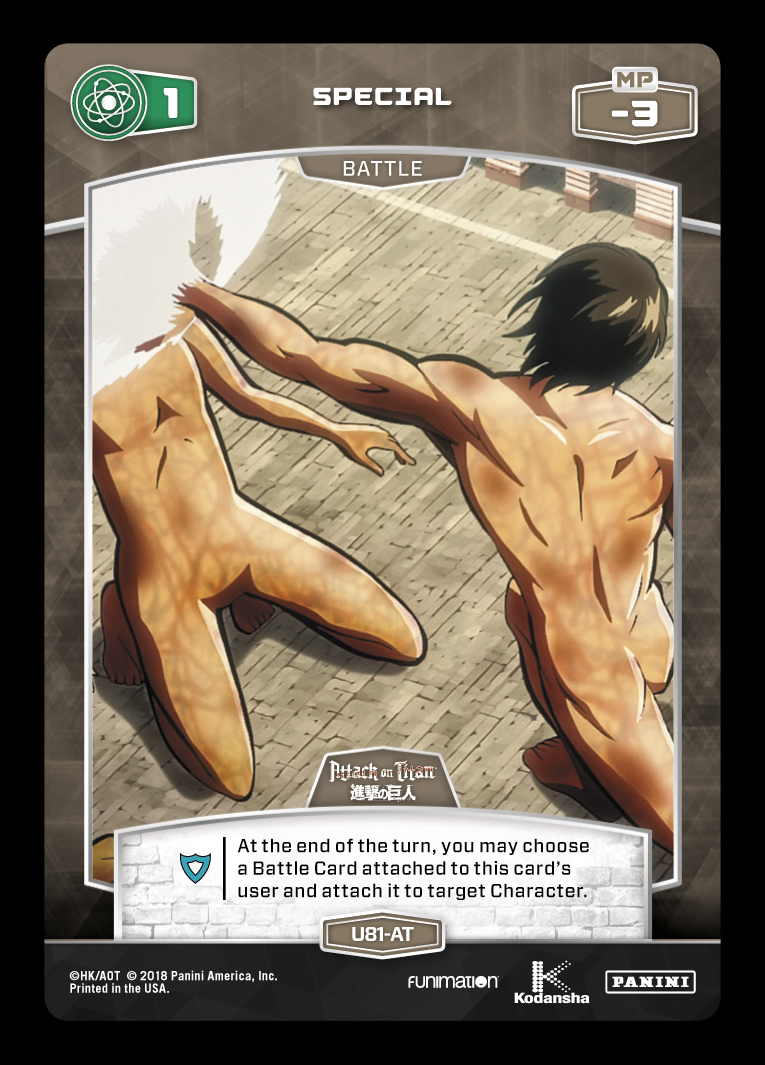 1
SPECIAL
MP
-3
BATTLE
Attack on Titan
進撃の巨人
At the end of the turn, you may choose
a Battle Card attached to this card's
user and attach it to target Character.
U81-AT
©HK/AOT © 2018 Panini America, Inc.
Printed in the USA.
FUNIMATION
K
Kodansha
PANINI